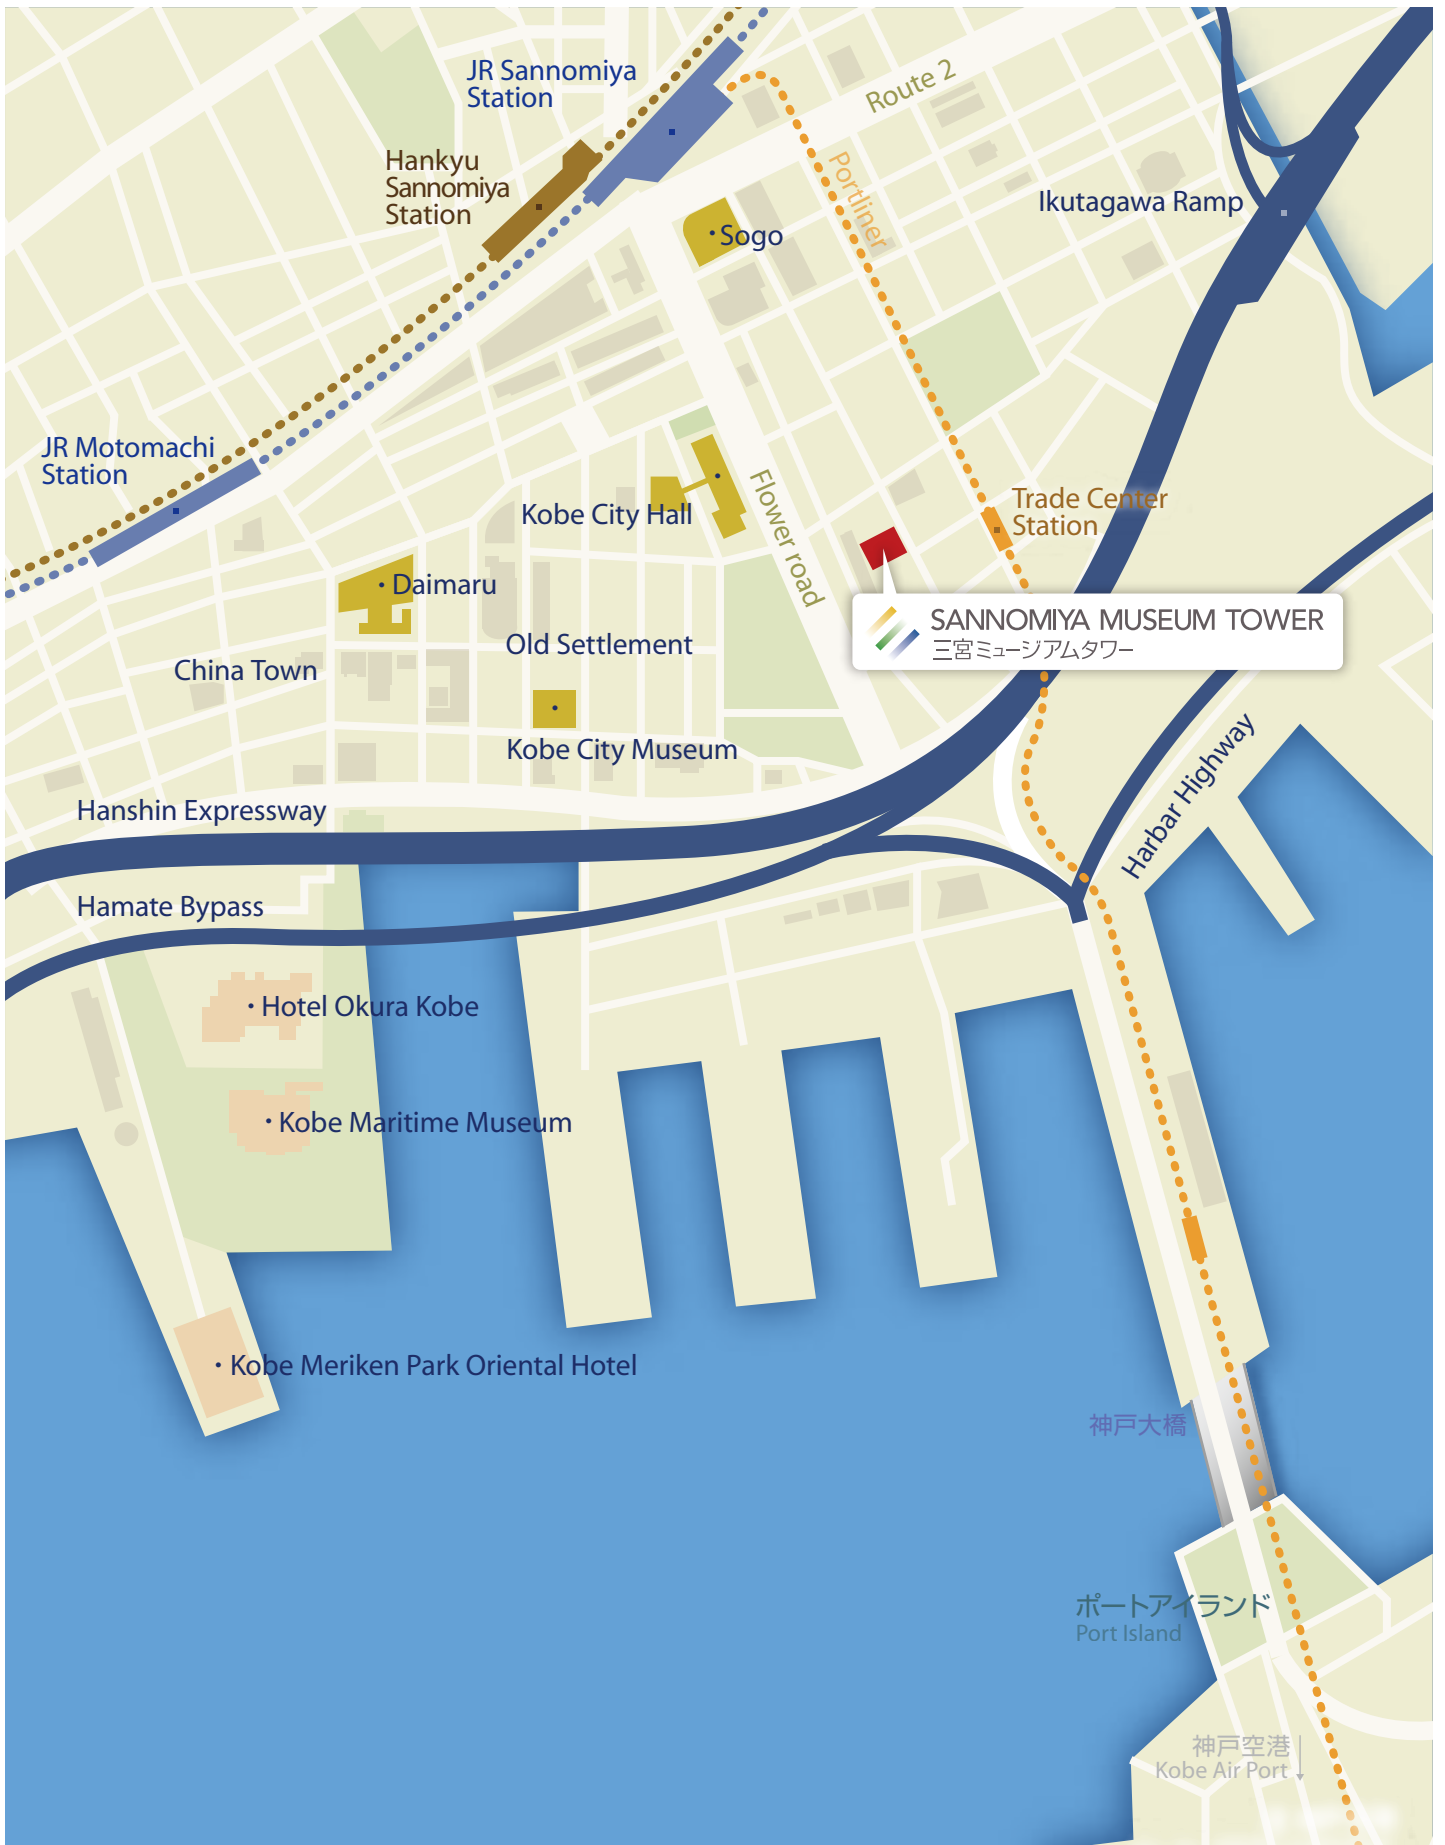 JR Sannomiya
Station
Route 2
Hankyu
Sannomiya
Station
Portliner
Ikutagawa Ramp
Sogo
JR Motomachi
Station
Kobe City Hall
Flower road
Trade Center
Station
Daimaru
SANNOMIYA MUSEUM TOWER
三宮ミュージアムタワー
Old Settlement
China Town
Kobe City Museum
Harbar Highway
Hanshin Expressway
Hamate Bypass
Hotel Okura Kobe
Kobe Maritime Museum
Kobe Meriken Park Oriental Hotel
神戸大橋
ポートアイランド
Port Island
神戸空港
Kobe Air Port